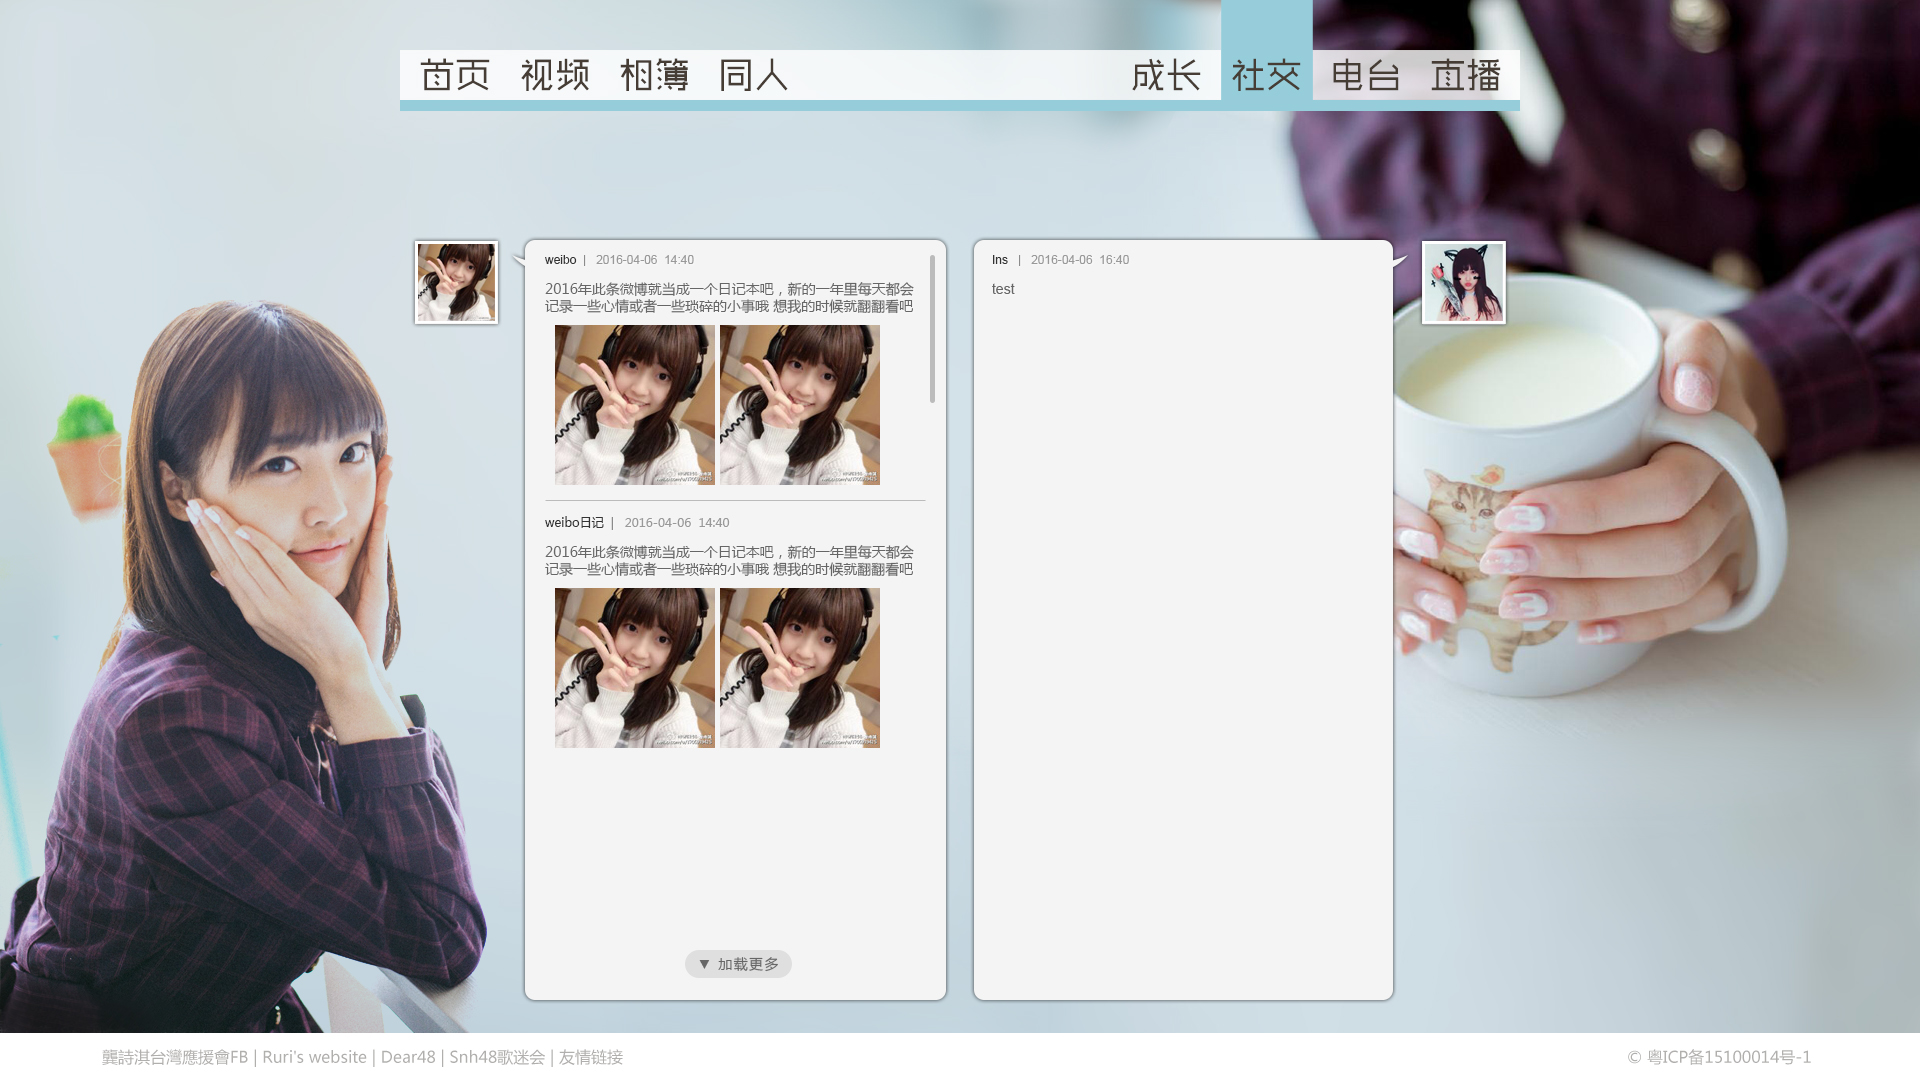 首页 视频 相簿 同人 成长 社交 电台 直播
weibo | 2016-04-06 14:40
2016年此条微博就当成一个日记本吧，新的一年里每天都会
记录一些心情或者一些琐碎的小事哦 想我的时候就翻翻看吧
weibo日记 | 2016-04-06 14:40
2016年此条微博就当成一个日记本吧，新的一年里每天都会
记录一些心情或者一些琐碎的小事哦 想我的时候就翻翻看吧
▼ 加载更多
Ins | 2016-04-06 16:40
test
龔詩淇台灣應援會FB | Ruri's website | Dear48 | Snh48歌迷会 | 友情链接
© 粤ICP备15100014号-1